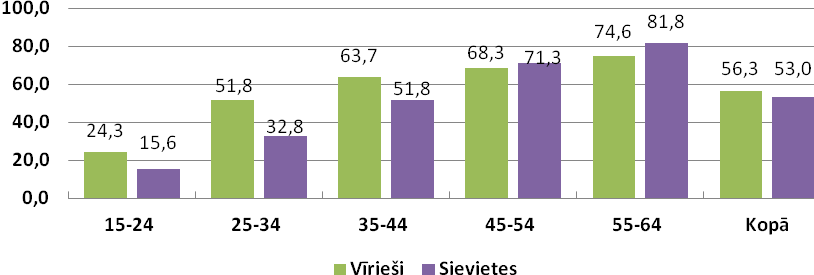 100,0
80,0
60,0
40,0
20,0
0,0
24,3 15,6 51,8 32,8 63,7 51,8 68,3 71,3 74,6 81,8 56,3 53,0
15-24 25-34 35-44 45-54 55-64 Kopā
Vīrieši Sievietes